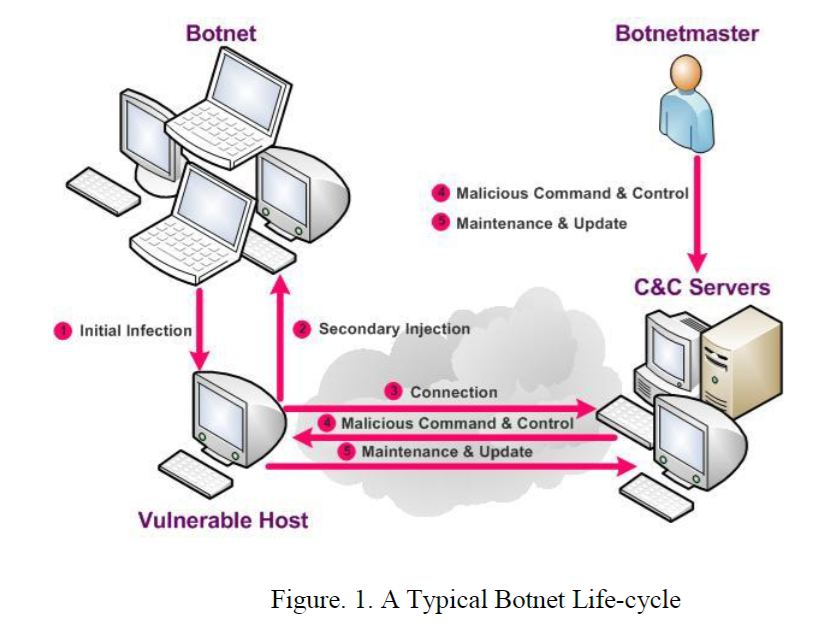 Botnet
Botnetmaster
4 Malicious Command & Control
5 Maintenance & Update
C&C Servers
1 Initial Infection
2 Secondary Injection
3 Connection
4 Malicious Command & Control
5 Maintenance & Update
Vulnerable Host
Figure. 1. A Typical Botnet Life-cycle